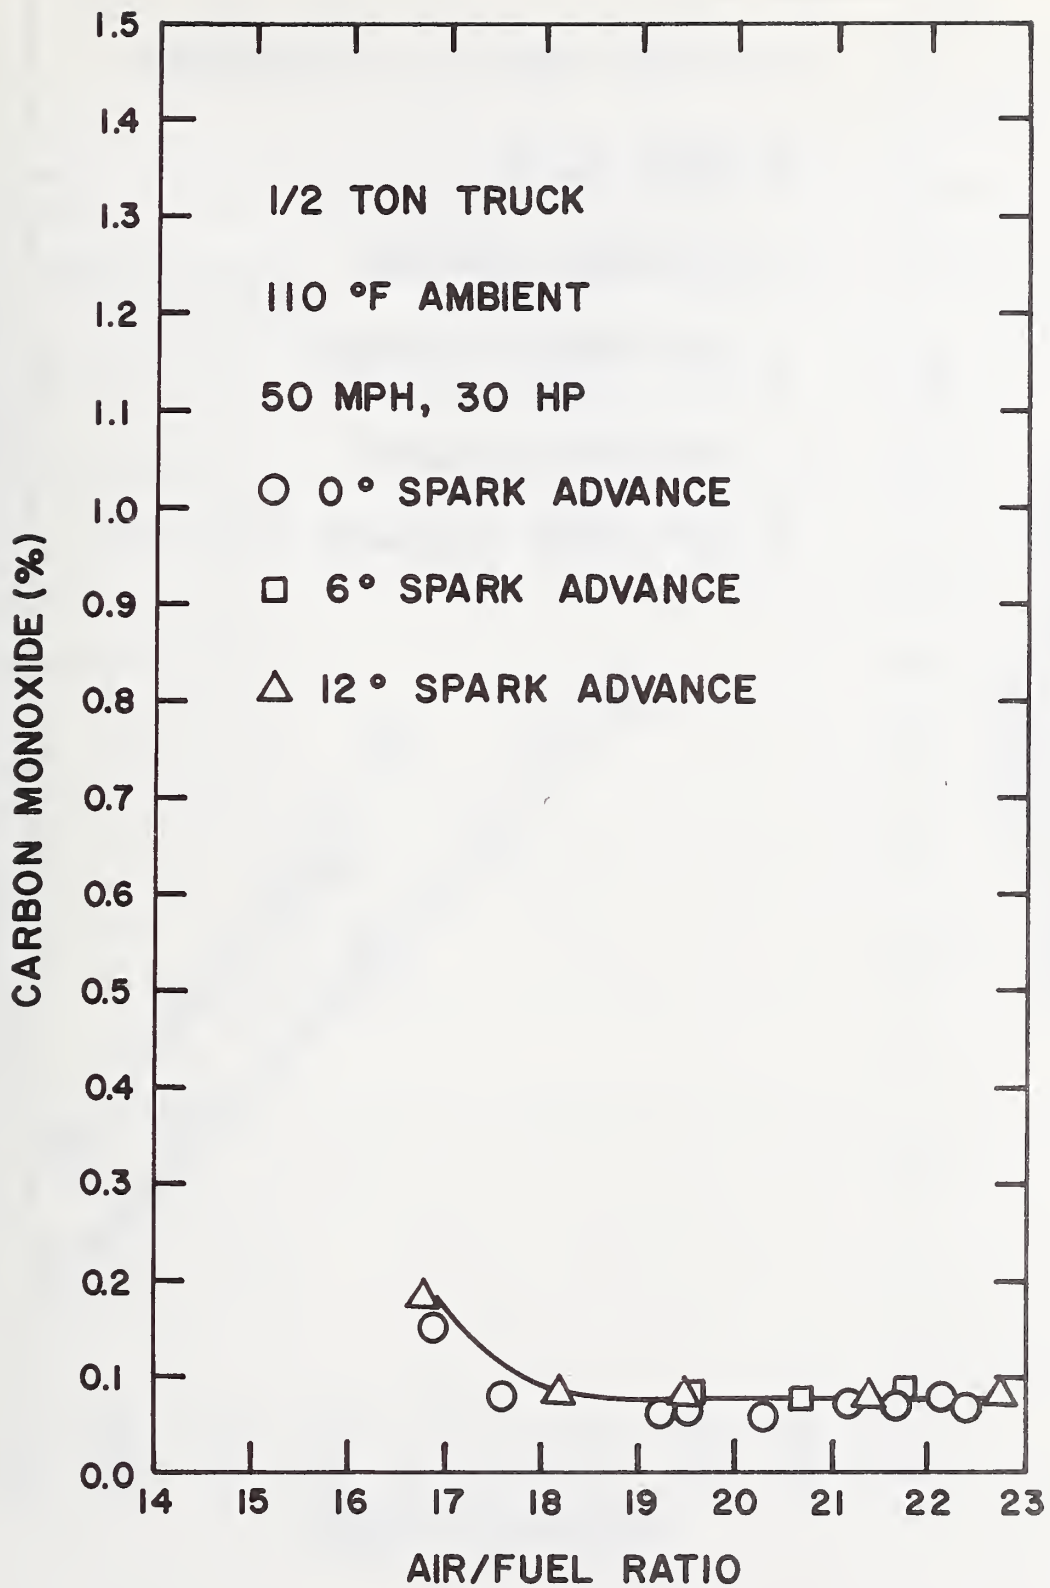 1.5
1.4
1.3
1.2
1.1
1.0
0.9
0.8
0.7
0.6
0.5
0.4
0.3
0.2
0.1
0.0
CARBON MONOXIDE (%)
1/2 TON TRUCK
110 °F AMBIENT
50 MPH, 30 HP
0° SPARK ADVANCE
6° SPARK ADVANCE
12° SPARK ADVANCE
14 15 16 17 18 19 20 21 22 23
AIR/FUEL RATIO